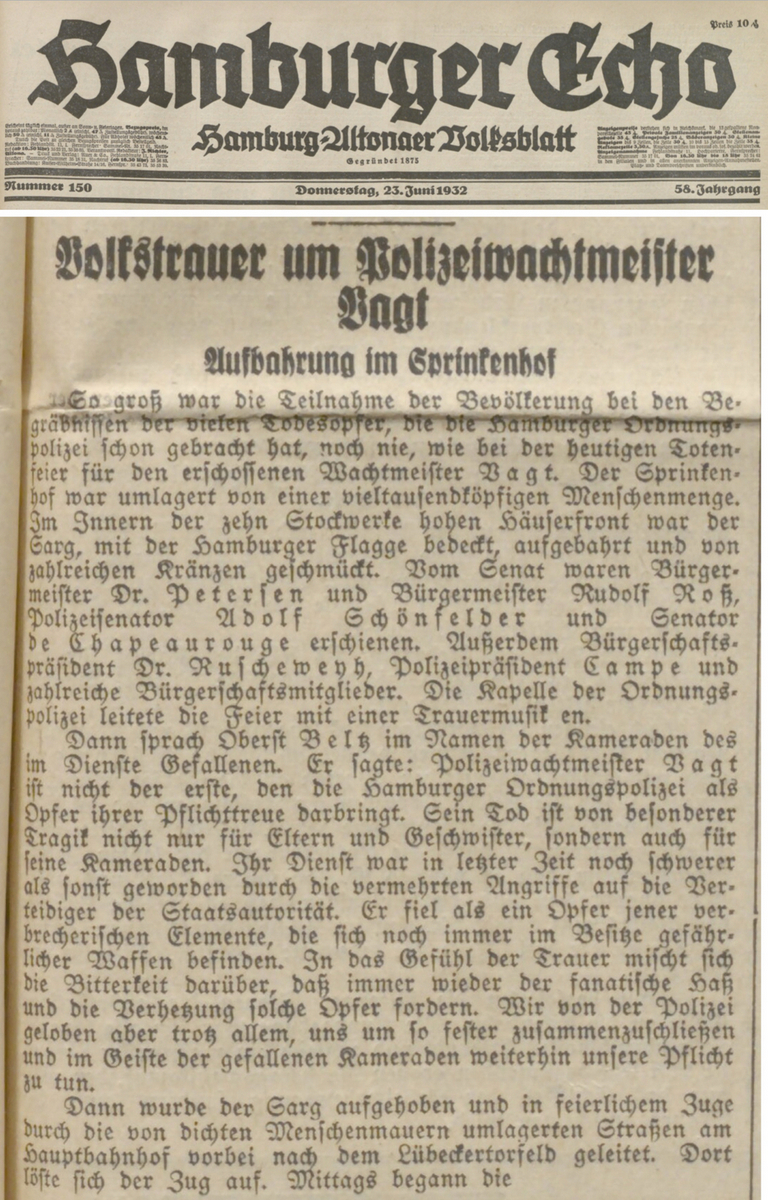 Preis 10 ₰
Hamburger Echo
Hamburg-Altonaer Volksblatt
Gegründet 1875
Nummer 150
Donnerstag, 23. Juni 1932
58. Jahrgang
Volkstrauer um Polizeiwachtmeister
Vagt
Aufbahrung im Sprinkenhof
So groß war die Teilnahme der Bevölkerung bei den Be-
gräbnissen der vielen Todesopfer, die die Hamburger Ordnungs-
polizei schon gebracht hat, noch nie, wie bei der heutigen Toten-
feier für den erschossenen Wachtmeister Vagt. Der Sprinken-
hof war umlagert von einer vieltausendköpfigen Menschenmenge.
Im Innern der zehn Stockwerke hohen Häuserfront war der
Sarg, mit der Hamburger Flagge bedeckt, aufgebahrt und von
zahlreichen Kränzen geschmückt. Vom Senat waren Bürger-
meister Dr. Petersen und Bürgermeister Rudolf Roß,
Polizeisenator Adolf Schönfelder und Senator
de Chapeaurouge erschienen. Außerdem Bürgerschafts-
präsident Dr. Ruscheweyh, Polizeipräsident Campe und
zahlreiche Bürgerschaftsmitglieder. Die Kapelle der Ordnungs-
polizei leitete die Feier mit einer Trauermusik en.
Dann sprach Oberst Beltz im Namen der Kameraden des
im Dienste Gefallenen. Er sagte: Polizeiwachtmeister Vagt
ist nicht der erste, den die Hamburger Ordnungspolizei als
Opfer ihrer Pflichttreue darbringt. Sein Tod ist von besonderer
Tragik nicht nur für Eltern und Geschwister, sondern auch für
seine Kameraden. Ihr Dienst war in letzter Zeit noch schwerer
als sonst geworden durch die vermehrten Angriffe auf die Ver-
teidiger der Staatsautorität. Er fiel als ein Opfer jener ver-
brecherischen Elemente, die sich noch immer im Besitze gefähr-
licher Waffen befinden. In das Gefühl der Trauer mischt sich
die Bitterkeit darüber, daß immer wieder der fanatische Haß
und die Verhetzung solche Opfer fordern. Wir von der Polizei
geloben aber trotz allem, uns um so fester zusammenzuschließen
und im Geiste der gefallenen Kameraden weiterhin unsere Pflicht
zu tun.
Dann wurde der Sarg aufgehoben und in feierlichem Zuge
durch die von dichten Menschenmauern umlagerten Straßen am
Hauptbahnhof vorbei nach dem Lübeckertorfeld geleitet. Dort
löste sich der Zug auf. Mittags begann die